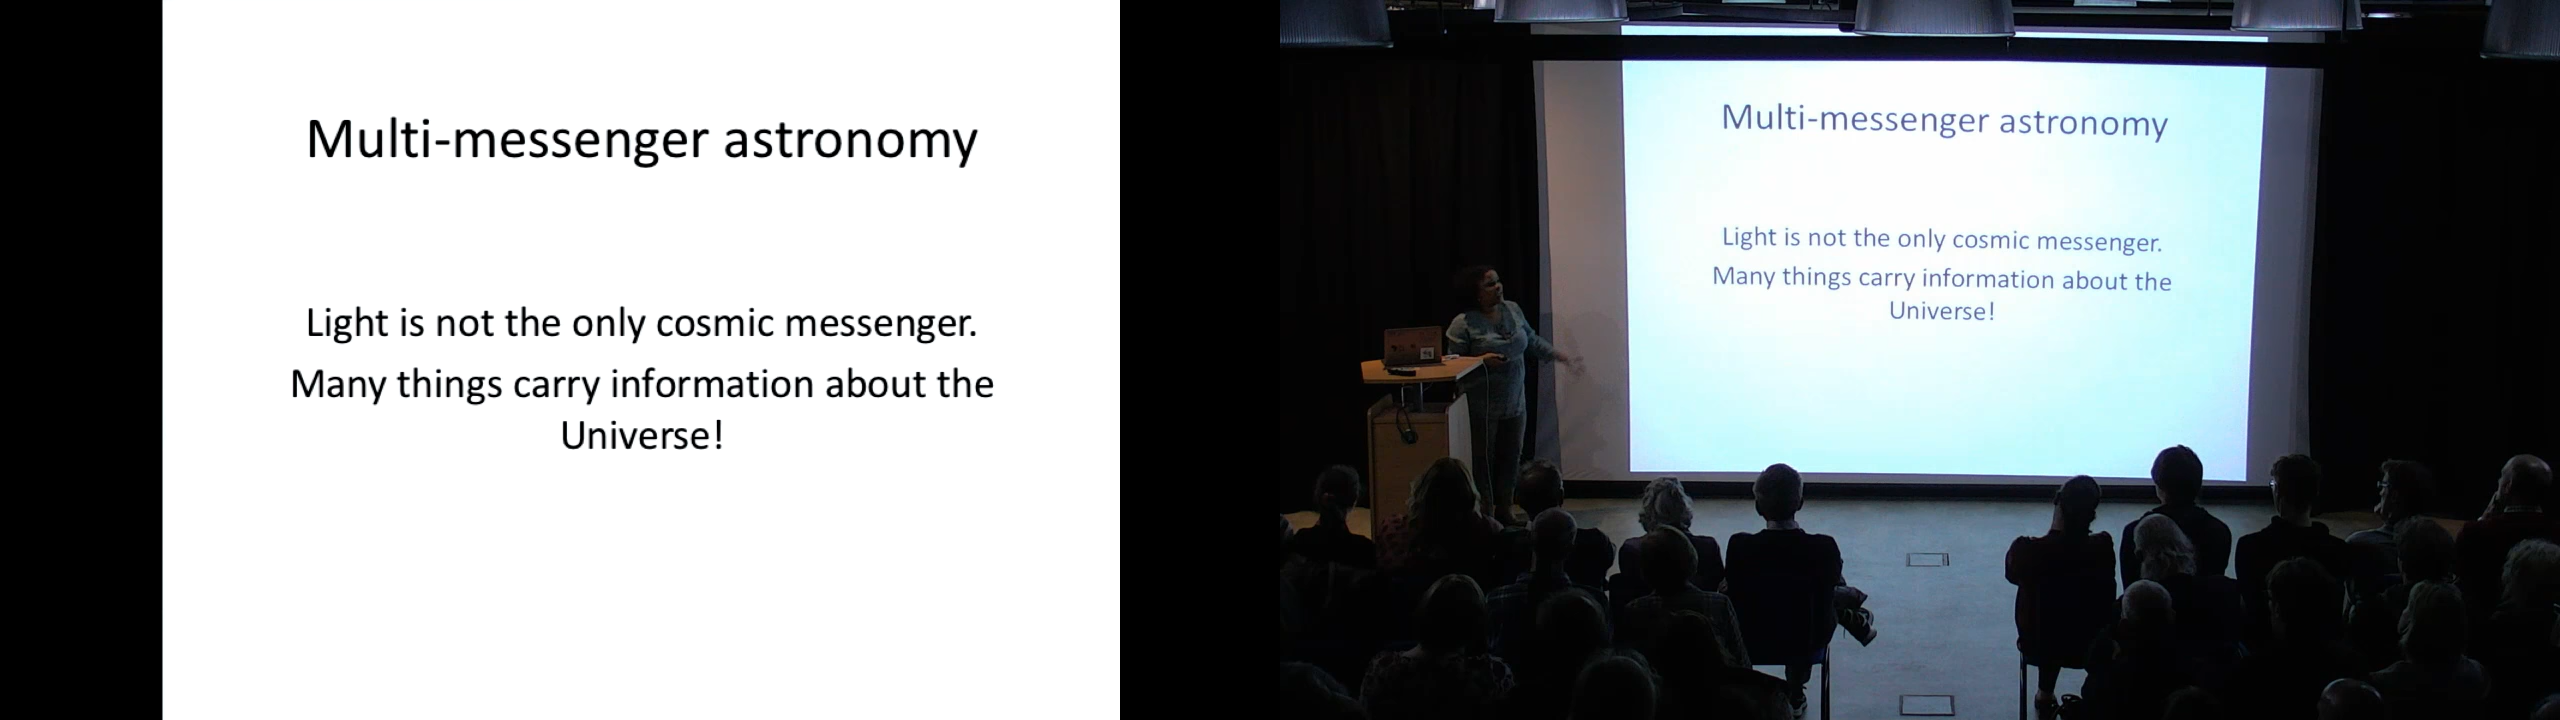 Multi-messenger astronomy
Light is not the only cosmic messenger.
Many things carry information about the
Universe!
Multi-messenger astronomy
Light is not the only cosmic messenger.
Many things carry information about the
Universe!